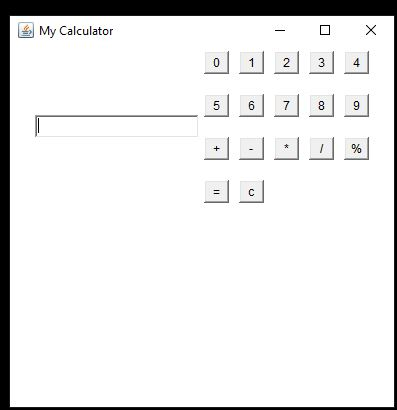 My Calculator
0 1 2 3 4
5 6 7 8 9
+ - * / %
= c